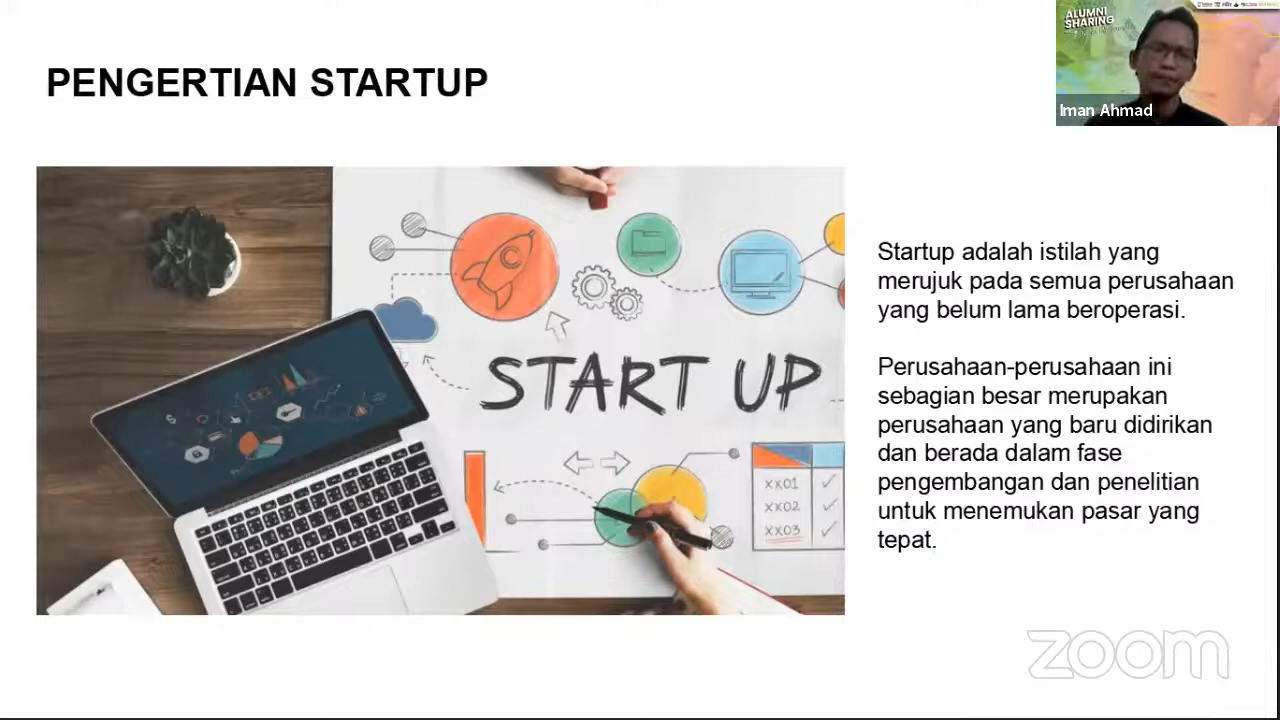 PENGERTIAN STARTUP
ALUMNI
SHARING
Iman Ahmad
START UP
XX01
XX02
XX03
$
Startup adalah istilah yang
merujuk pada semua perusahaan
yang belum lama beroperasi.
Perusahaan-perusahaan ini
sebagian besar merupakan
perusahaan yang baru didirikan
dan berada dalam fase
pengembangan dan penelitian
untuk menemukan pasar yang
tepat.
zoom